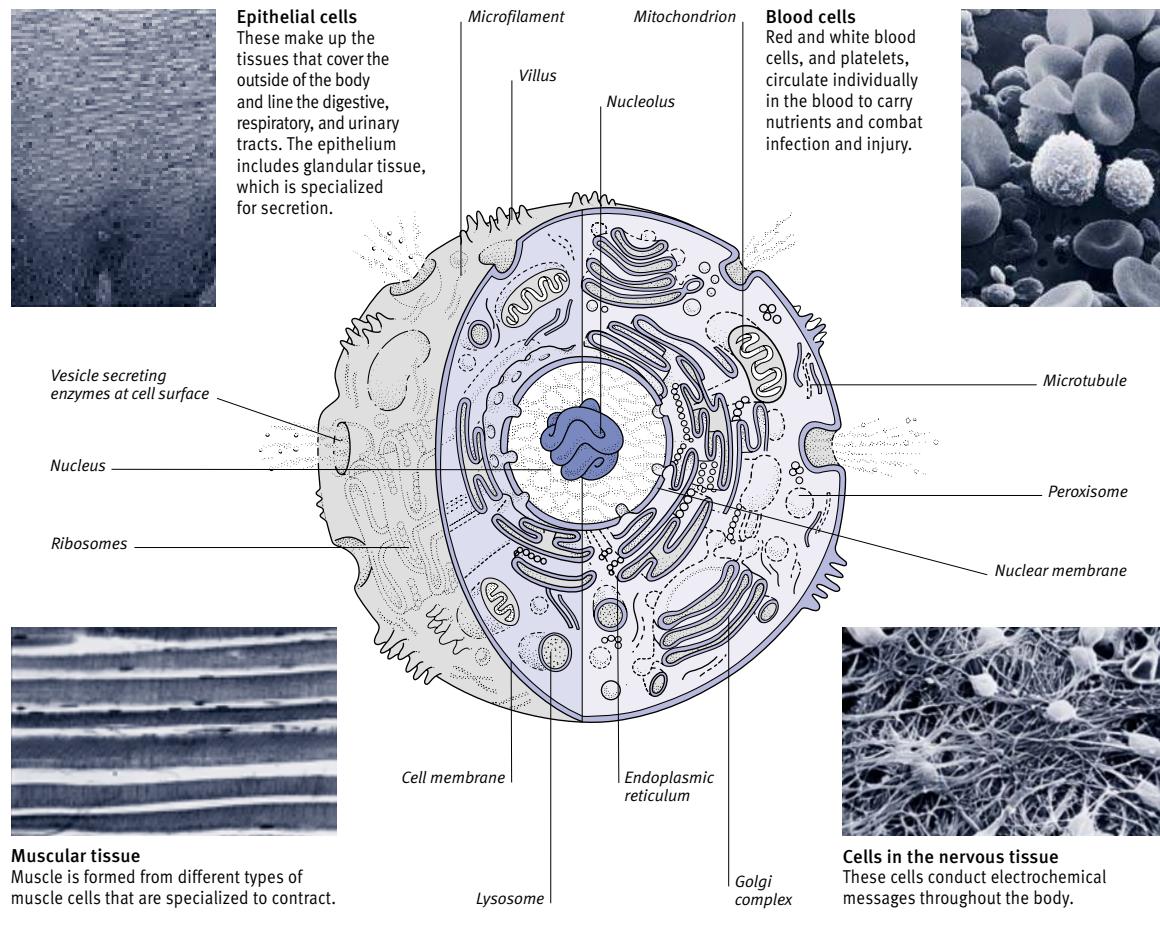 Epithelial cells
These make up the
tissues that cover the
outside of the body
and line the digestive,
respiratory, and urinary
tracts. The epithelium
includes glandular tissue,
which is specialized
for secretion.
Microfilament
Villus
Nucleolus
Mitochondrion
Blood cells
Red and white blood
cells, and platelets,
circulate individually
in the blood to carry
nutrients and combat
infection and injury.
Vesicle secreting
enzymes at cell surface
Nucleus
Ribosomes
Microtubule
Peroxisome
Nuclear membrane
Cell membrane
Endoplasmic
reticulum
Lysosome
Golgi
complex
Muscular tissue
Muscle is formed from different types of
muscle cells that are specialized to contract.
Cells in the nervous tissue
These cells conduct electrochemical
messages throughout the body.